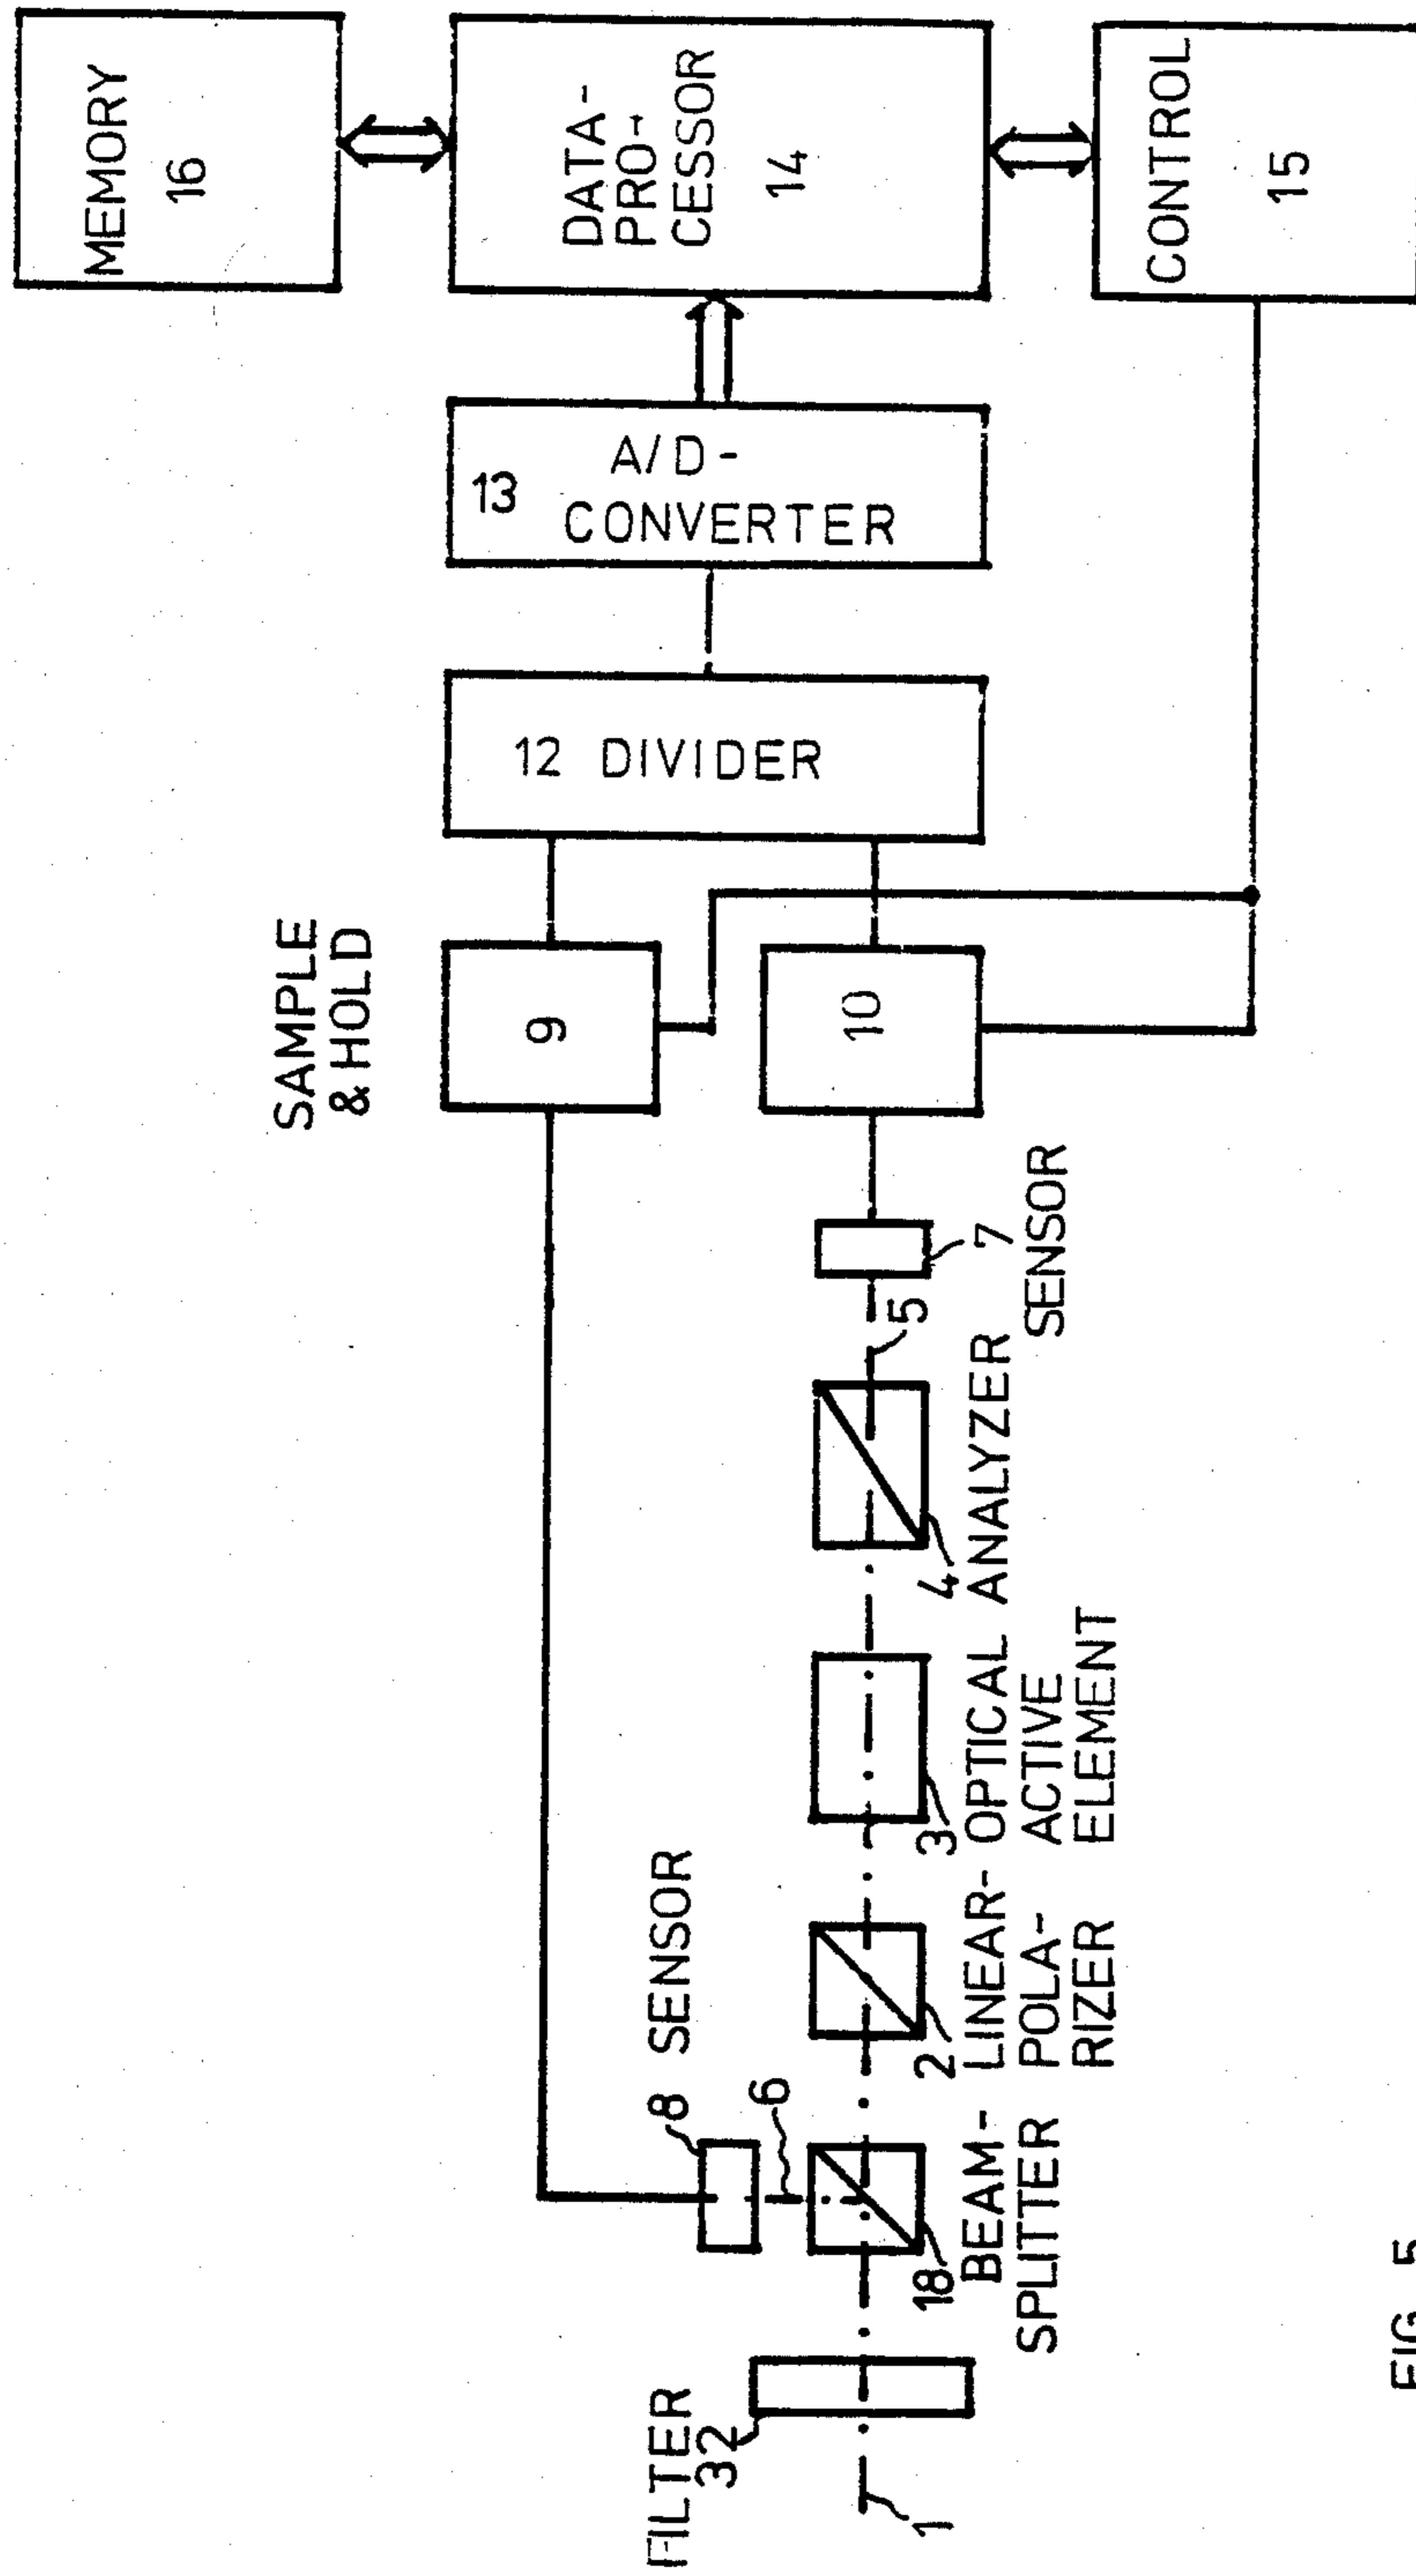 FILTER
32
1
8 SENSOR
6
18
BEAM-
SPLITTER
2
LINEAR-
POLA-
RIZER
3
OPTICAL
ACTIVE
ELEMENT
4
ANALYZER
5
7
SENSOR
SAMPLE
& HOLD
9
10
12 DIVIDER
13
A/D-
CONVERTER
MEMORY
16
DATA-
PRO-
CESSOR
14
CONTROL
15
FIG. 5